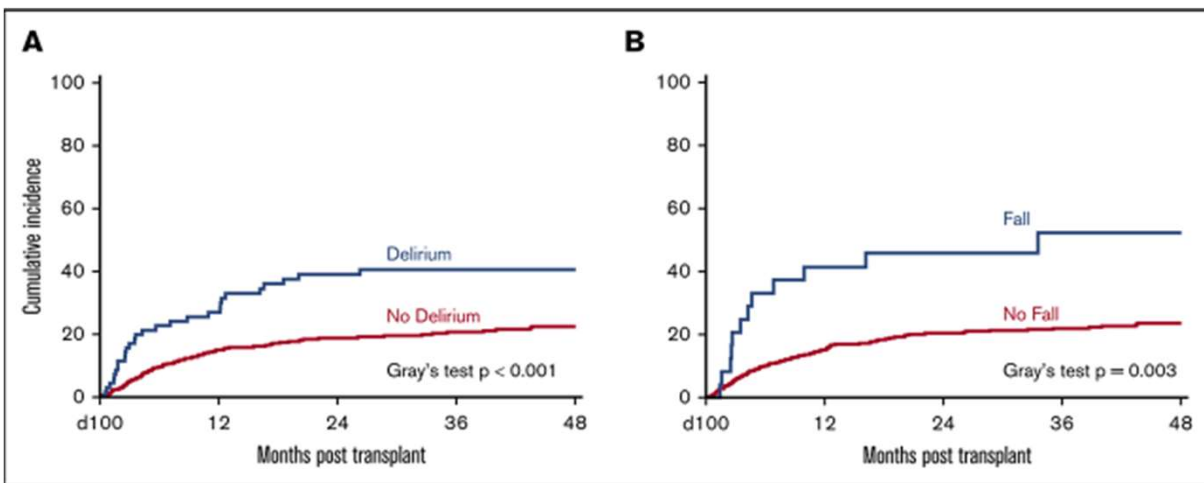 A
Cumulative incidence
100
80
60
40
20
0
Delirium
No Delirium
Gray's test p < 0.001
d100 12 24 36 48
Months post transplant
B
100
80
60
40
20
0
Fall
No Fall
Gray's test p = 0.003
d100 12 24 36 48
Months post transplant